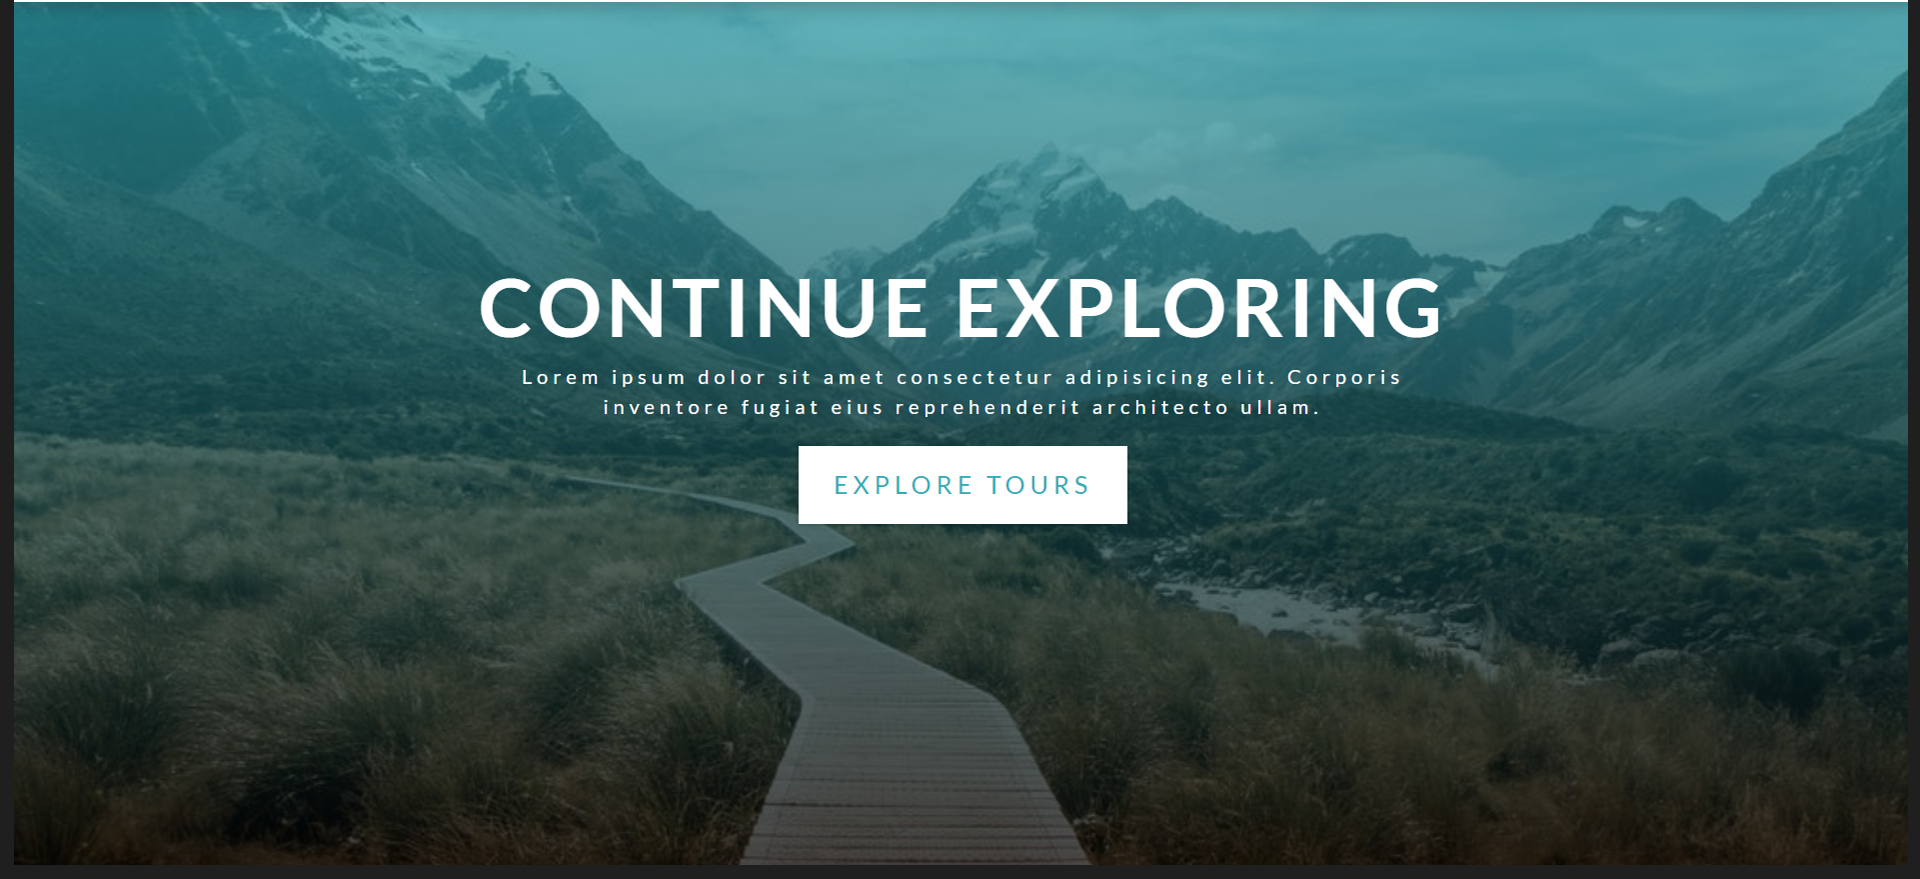 CONTINUE EXPLORING
Lorem ipsum dolor sit amet consectetur adipisicing elit. Corporis
inventore fugiat eius reprehenderit architecto ullam.
EXPLORE TOURS